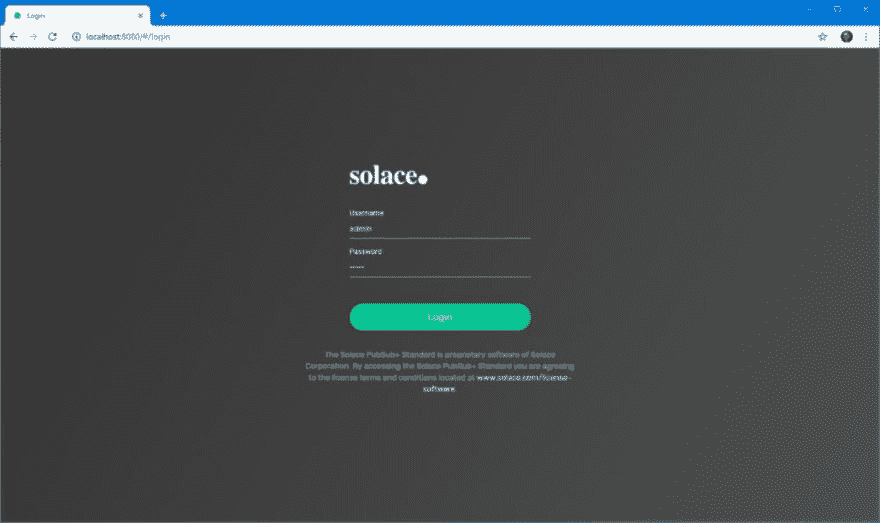 Login
localhost:8080/#/login
solace.
Username
admin
Password
•••••
Login
The Solace PubSub+ Standard is proprietary software of Solace
Corporation. By accessing the Solace PubSub+ Standard you are agreeing
to the license terms and conditions located at www.solace.com/license-
software